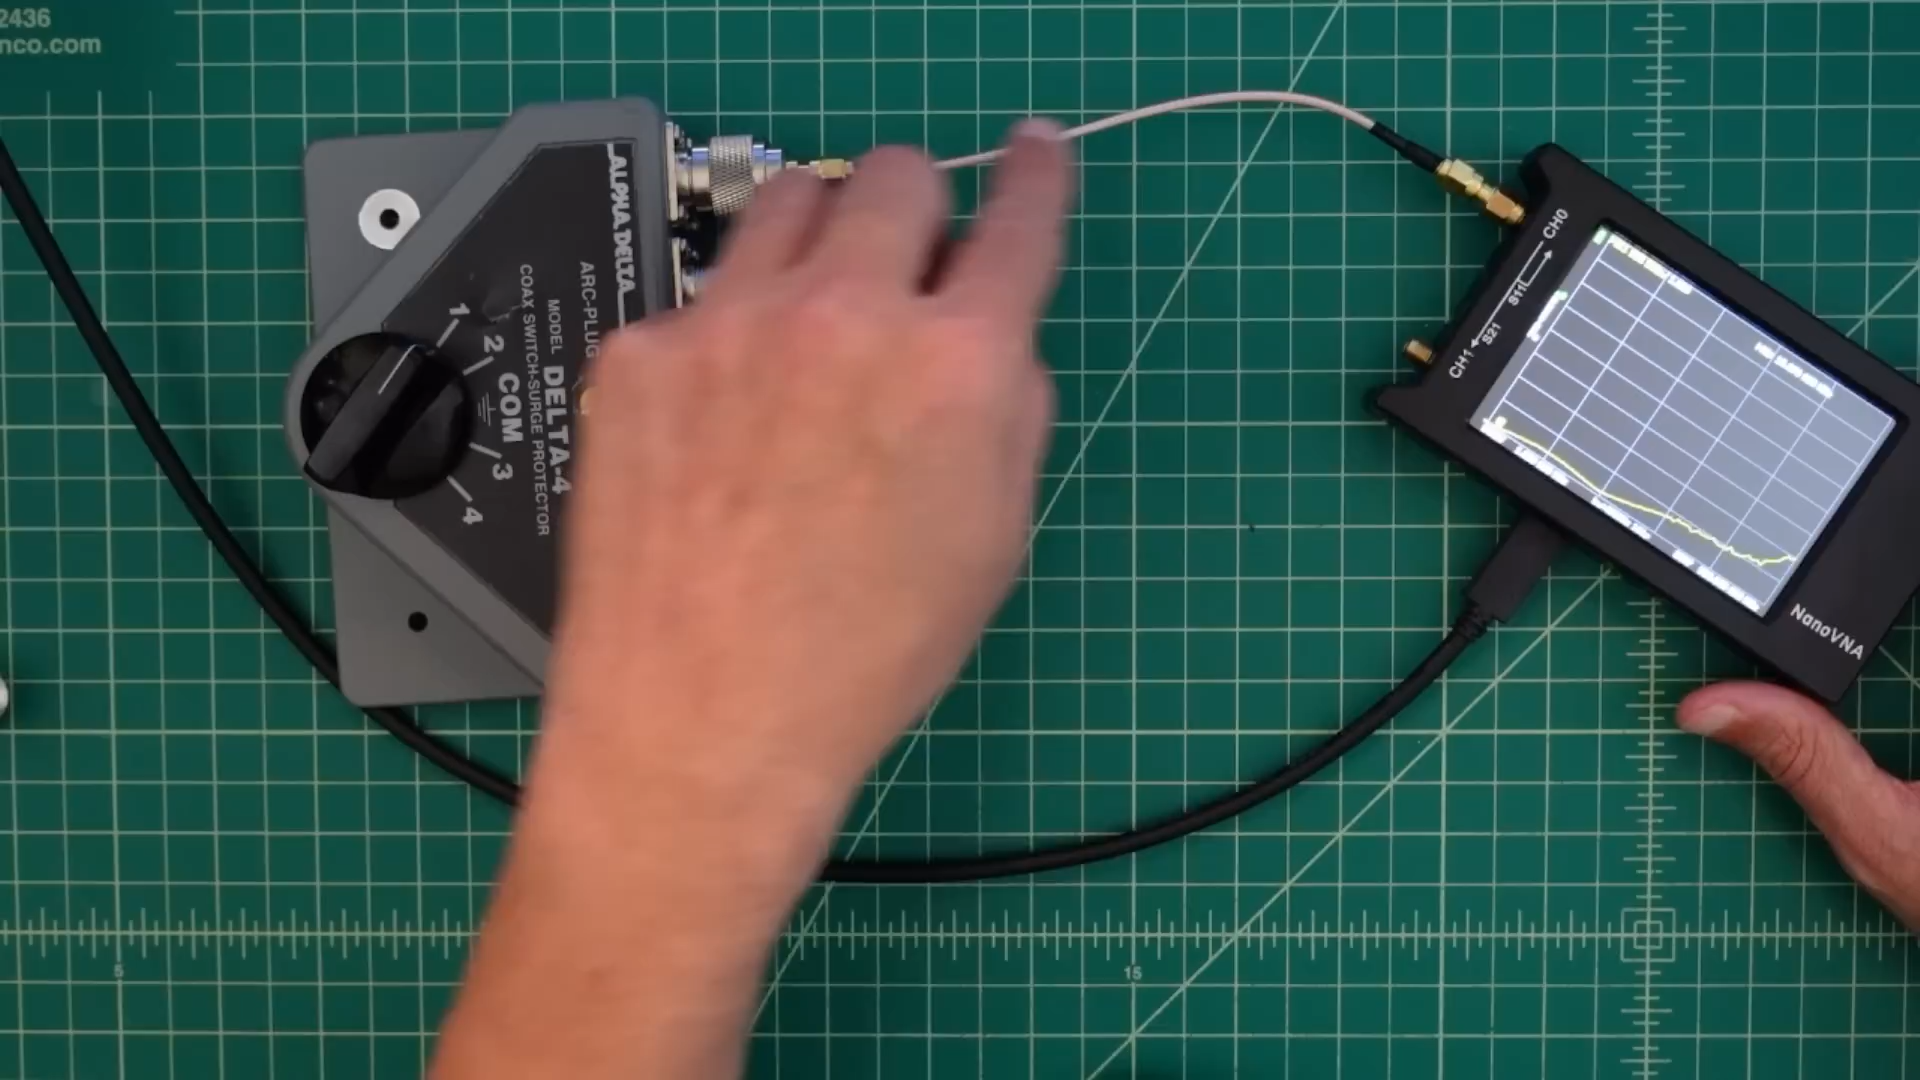 2436
nco.com
ALPHA DELTA
ARC-PLUG
MODEL DELTA-4
COAX SWITCH-SURGE PROTECTOR
1
2
COM
3
4
CH0
S11
S21
CH1
NanoVNA
5
15